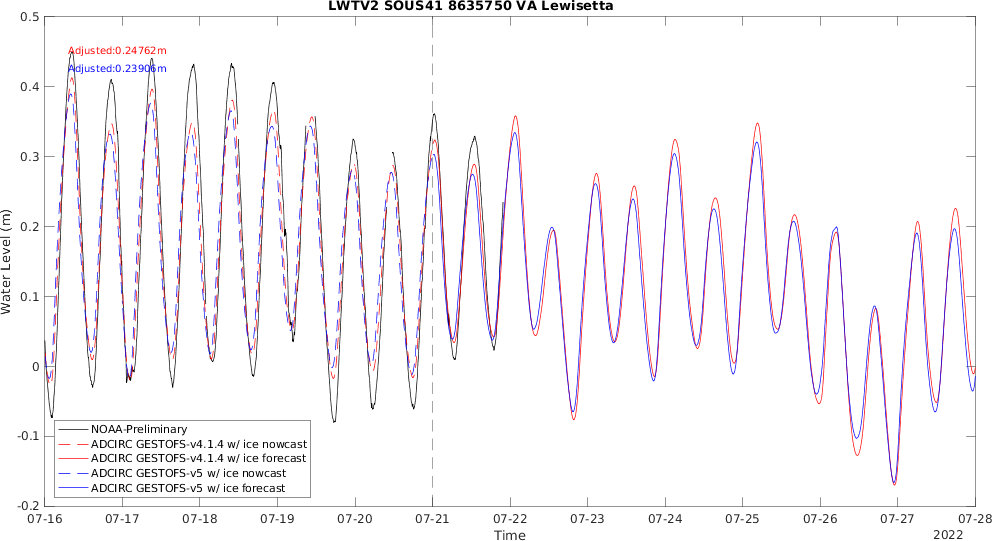 LWTV2 SOUS41 8635750 VA Lewisetta
0.5
0.4
0.3
0.2
0.1
0
-0.1
-0.2
Water Level (m)
Adjusted:0.24762m
Adjusted:0.23906m
NOAA-Preliminary
ADCIRC GESTOFS-v4.1.4 w/ ice nowcast
ADCIRC GESTOFS-v4.1.4 w/ ice forecast
ADCIRC GESTOFS-v5 w/ ice nowcast
ADCIRC GESTOFS-v5 w/ ice forecast
07-16 07-17 07-18 07-19 07-20 07-21 07-22 07-23 07-24 07-25 07-26 07-27 07-28
Time
2022